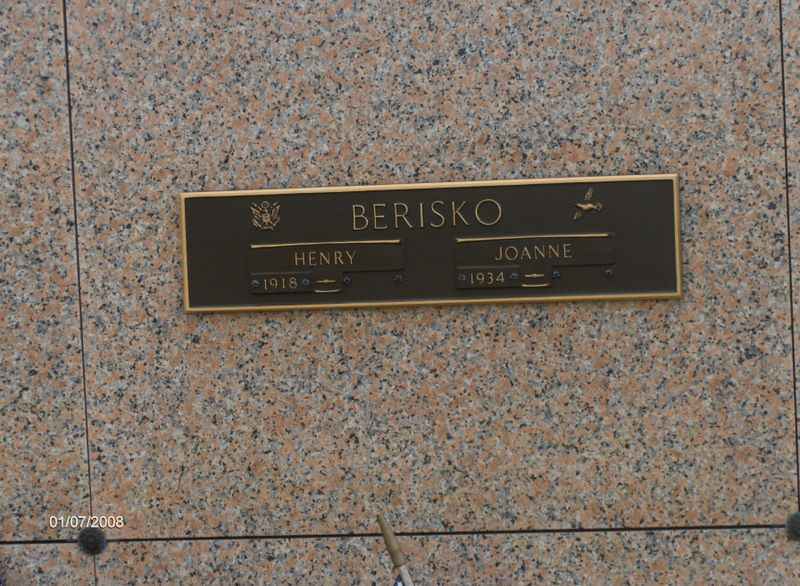 BERISKO
HENRY
JOANNE
1918
1934
01/07/2008